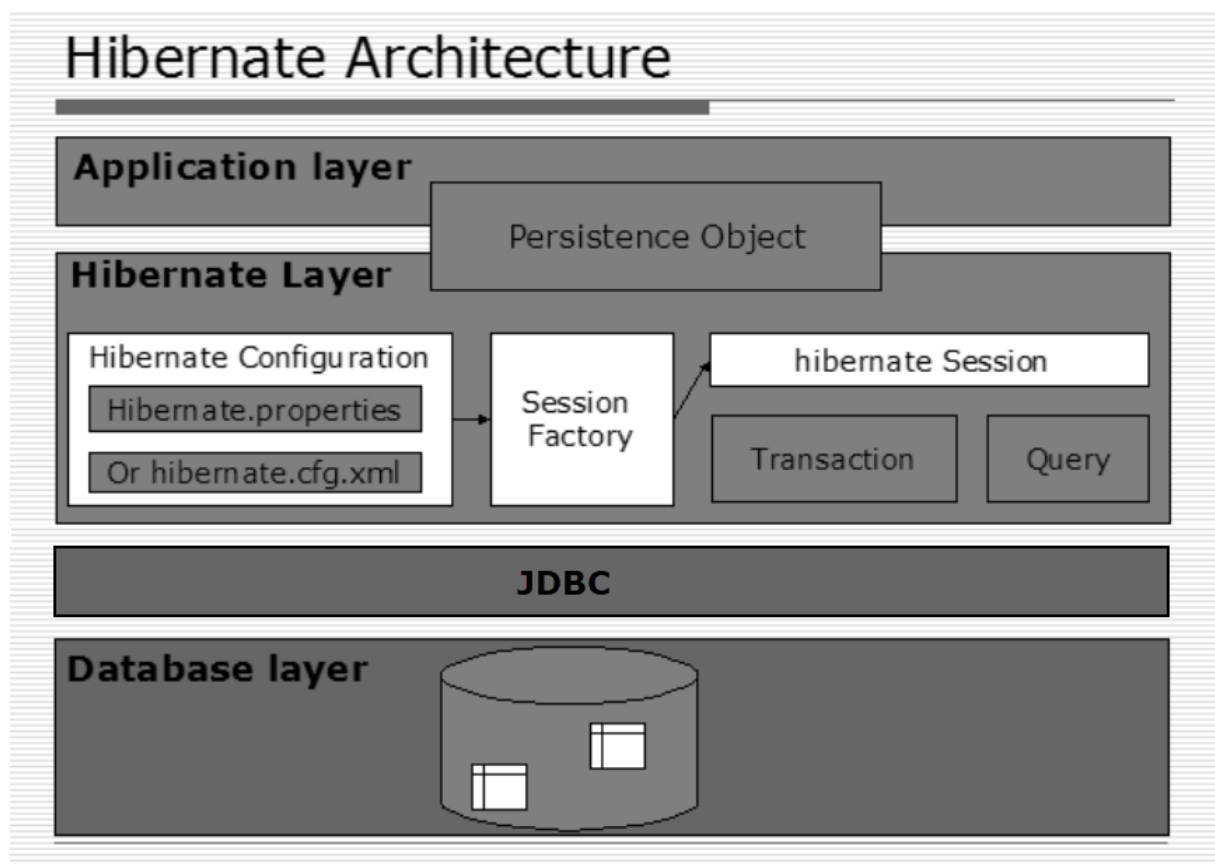 Hibernate Architecture
Application layer
Persistence Object
Hibernate Layer
Hibernate Configuration
Hibernate.properties
Or hibernate.cfg.xml
Session
Factory
hibernate Session
Transaction
Query
JDBC
Database layer